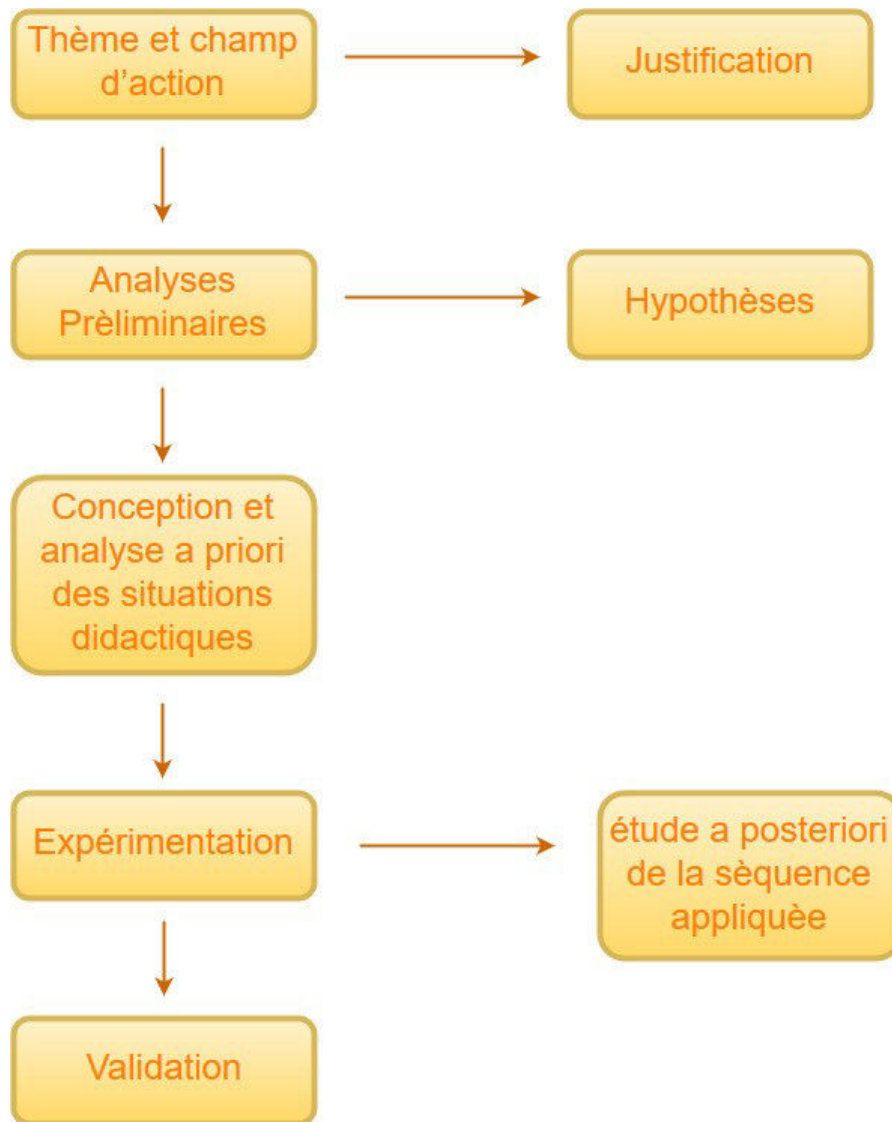 Thème et champ
d'action
Justification
Analyses
Prèliminaires
Hypothèses
Conception et
analyse a priori
des situations
didactiques
Expérimentation
étude a posteriori
de la sèquence
appliquèe
Validation